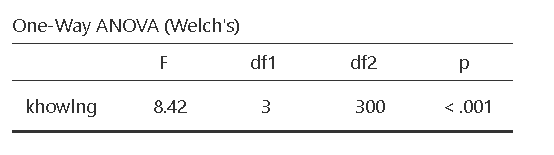 One-Way ANOVA (Welch's)
F df1 df2 p
khowlng 8.42 3 300 < .001